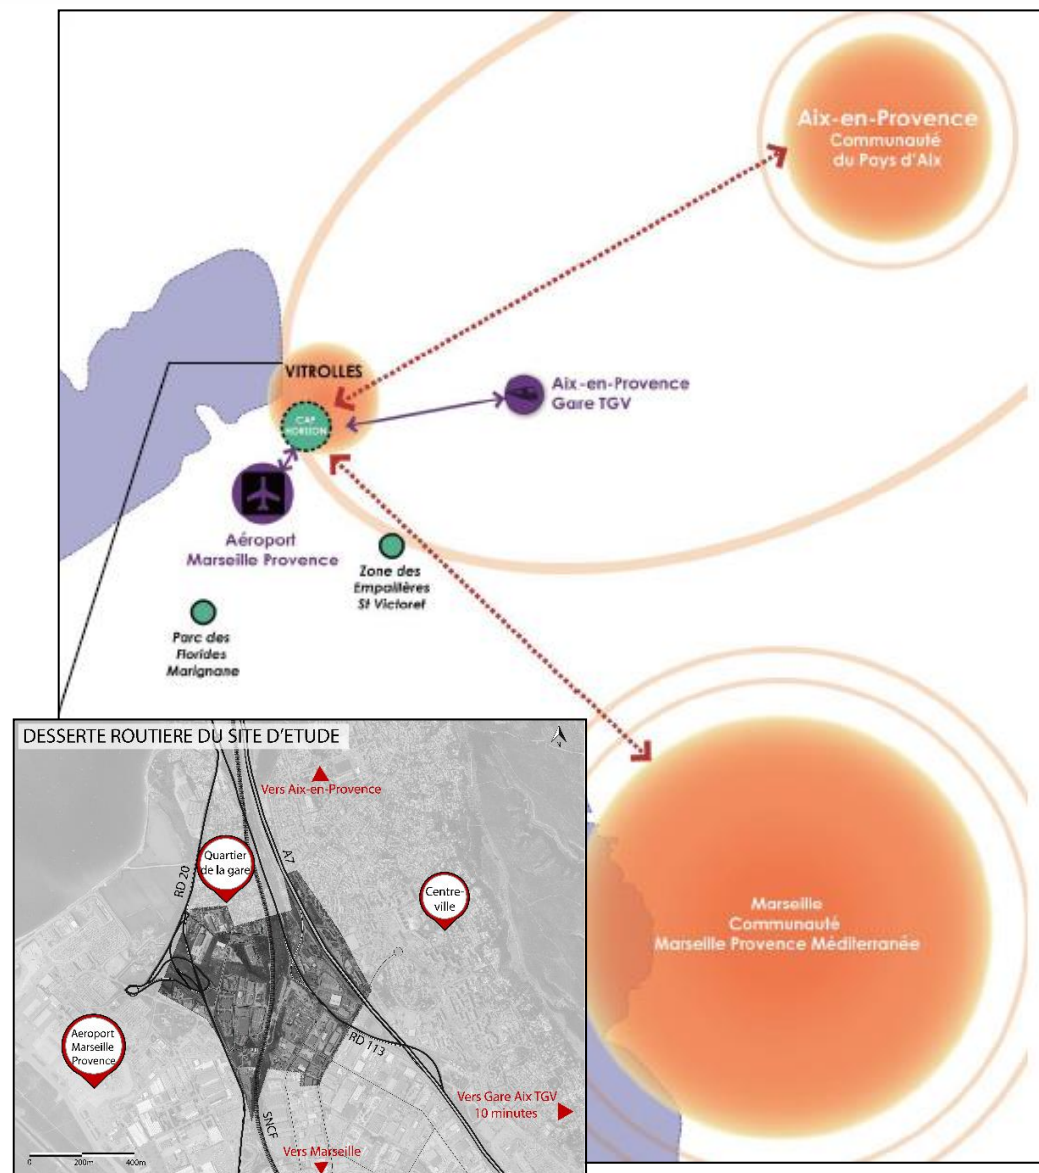 Aix-en-Provence
Communauté
du Pays d'Aix
VITROLLES
CAP
HORIZON
Aix-en-Provence
Gare TGV
Aéroport
Marseille Provence
Zone des
Empallières
St Victoret
Parc des
Florides
Marignane
Marseille
Communauté
Marseille Provence Méditerranée
DESSERTE ROUTIERE DU SITE D'ETUDE
Vers Aix-en-Provence
Quartier
de la gare
RD 20
A7
Centre-
ville
Aeroport
Marseille
Provence
RD 113
Vers Gare Aix TGV
10 minutes
SNCF
Vers Marseille
0 200m 400m